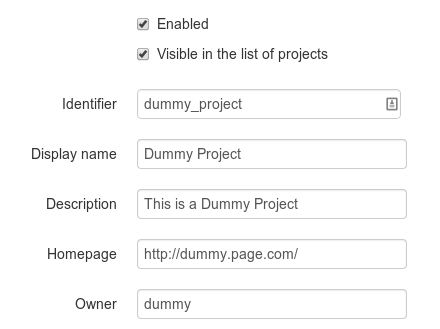 Enabled
Visible in the list of projects
Identifier dummy_project
Display name Dummy Project
Description This is a Dummy Project
Homepage http://dummy.page.com/
Owner dummy